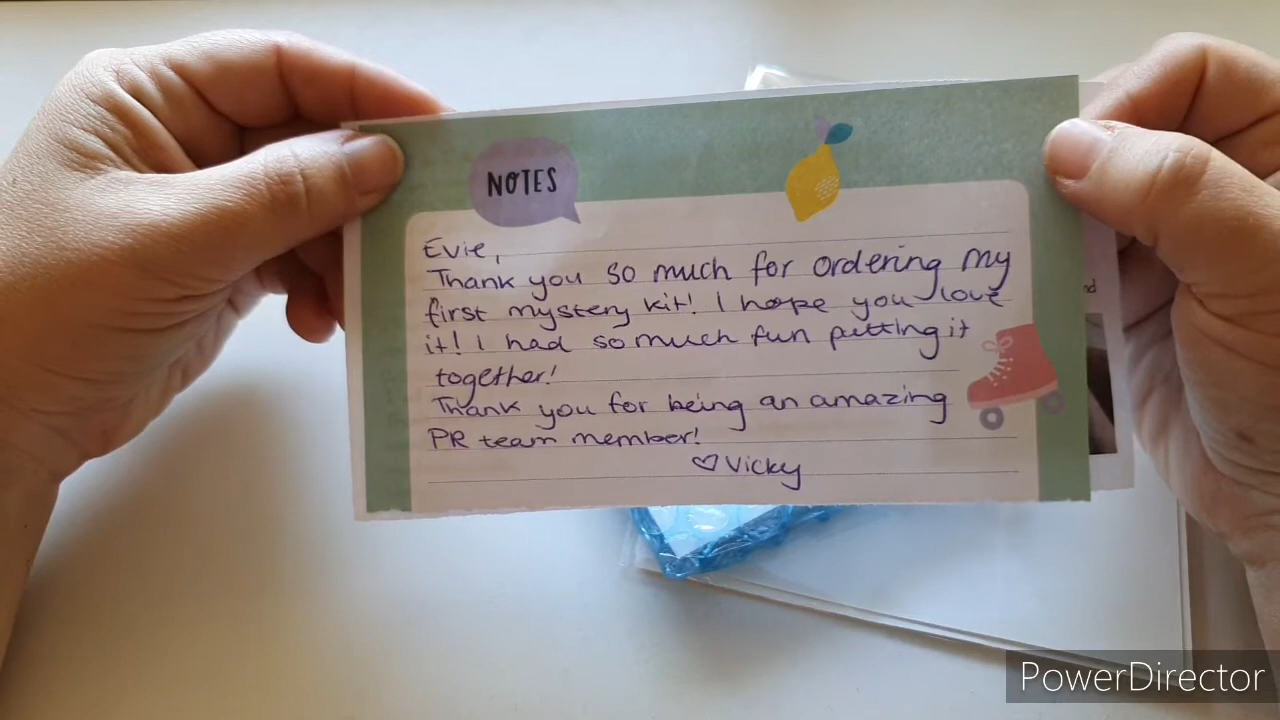 NOTES
Evie,
Thank you so much for ordering my
first mystery kit! I hope you love
it! I had so much fun putting it
together!
Thank you for being an amazing
PR team member!
♡ Vicky
nd
PowerDirector